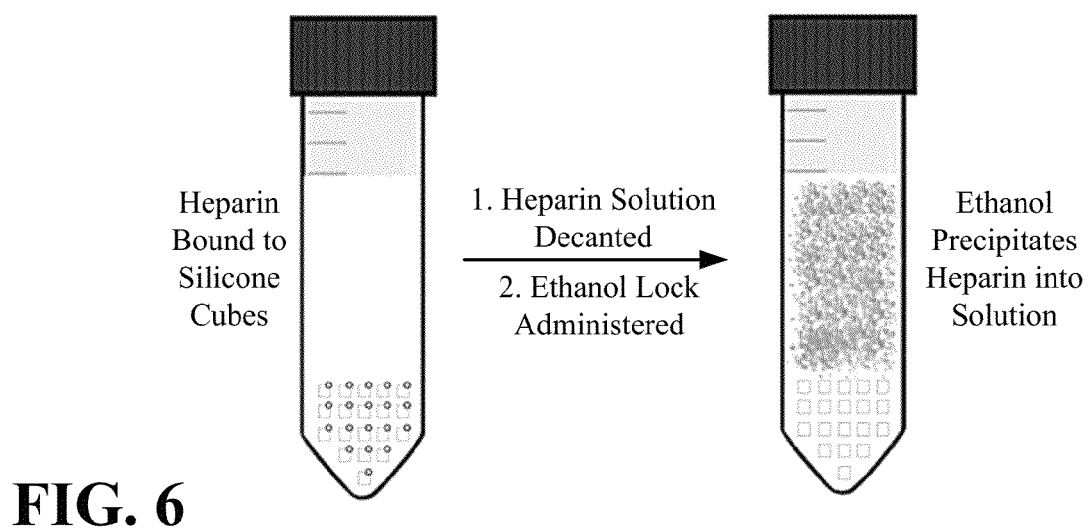 Heparin
Bound to
Silicone
Cubes
1. Heparin Solution
Decanted
2. Ethanol Lock
Administered
Ethanol
Precipitates
Heparin into
Solution
FIG. 6